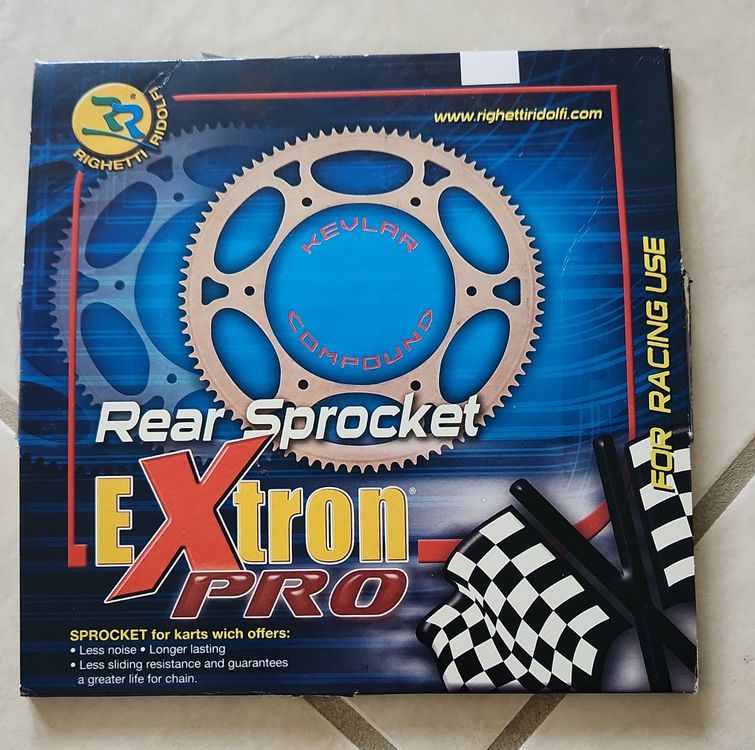 RR®
RIGHETTI RIDOLFI
www.righettiridolfi.com
KEVLAR
COMPOUND
FOR RACING USE
Rear Sprocket
EXtron®
PRO
SPROCKET for karts wich offers:
• Less noise • Longer lasting
• Less sliding resistance and guarantees
a greater life for chain.